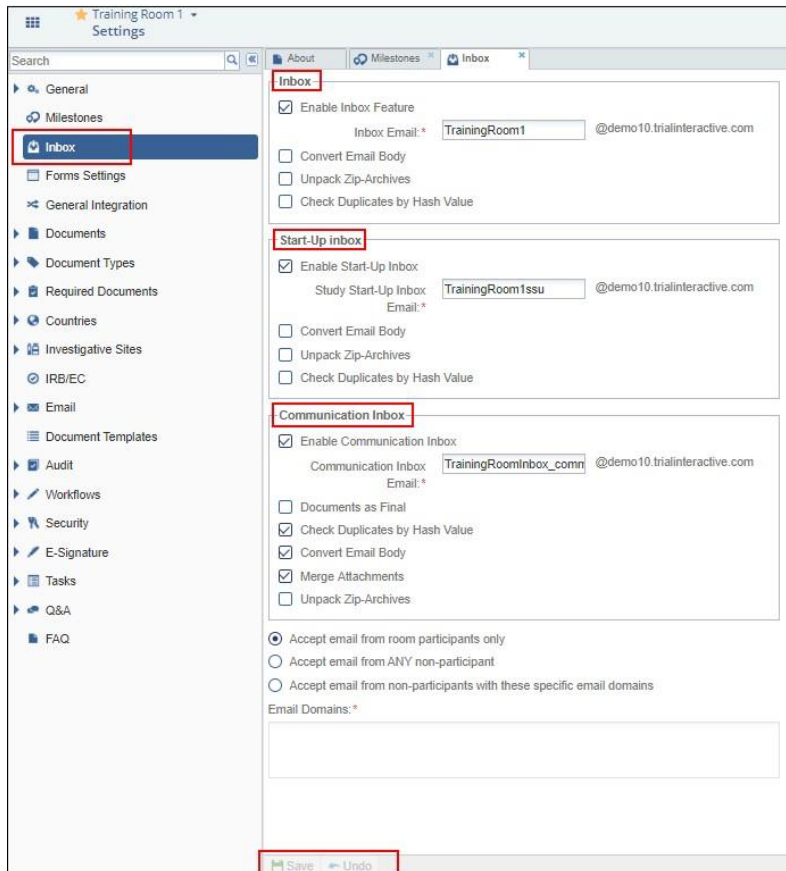 Training Room 1
Settings
Search
General
Milestones
Inbox
Forms Settings
General Integration
Documents
Document Types
Required Documents
Countries
Investigative Sites
IRB/EC
Email
Document Templates
Audit
Workflows
Security
E-Signature
Tasks
Q&A
FAQ
About Milestones Inbox
Inbox
Enable Inbox Feature
Inbox Email:* TrainingRoom1 @demo10.trialinteractive.com
Convert Email Body
Unpack Zip-Archives
Check Duplicates by Hash Value
Start-Up inbox
Enable Start-Up Inbox
Study Start-Up Inbox TrainingRoom1ssu @demo10.trialinteractive.com
Email:*
Convert Email Body
Unpack Zip-Archives
Check Duplicates by Hash Value
Communication Inbox
Enable Communication Inbox
Communication Inbox TrainingRoomInbox_comm @demo10.trialinteractive.com
Email:*
Documents as Final
Check Duplicates by Hash Value
Convert Email Body
Merge Attachments
Unpack Zip-Archives
Accept email from room participants only
Accept email from ANY non-participant
Accept email from non-participants with these specific email domains
Email Domains:*
Save Undo